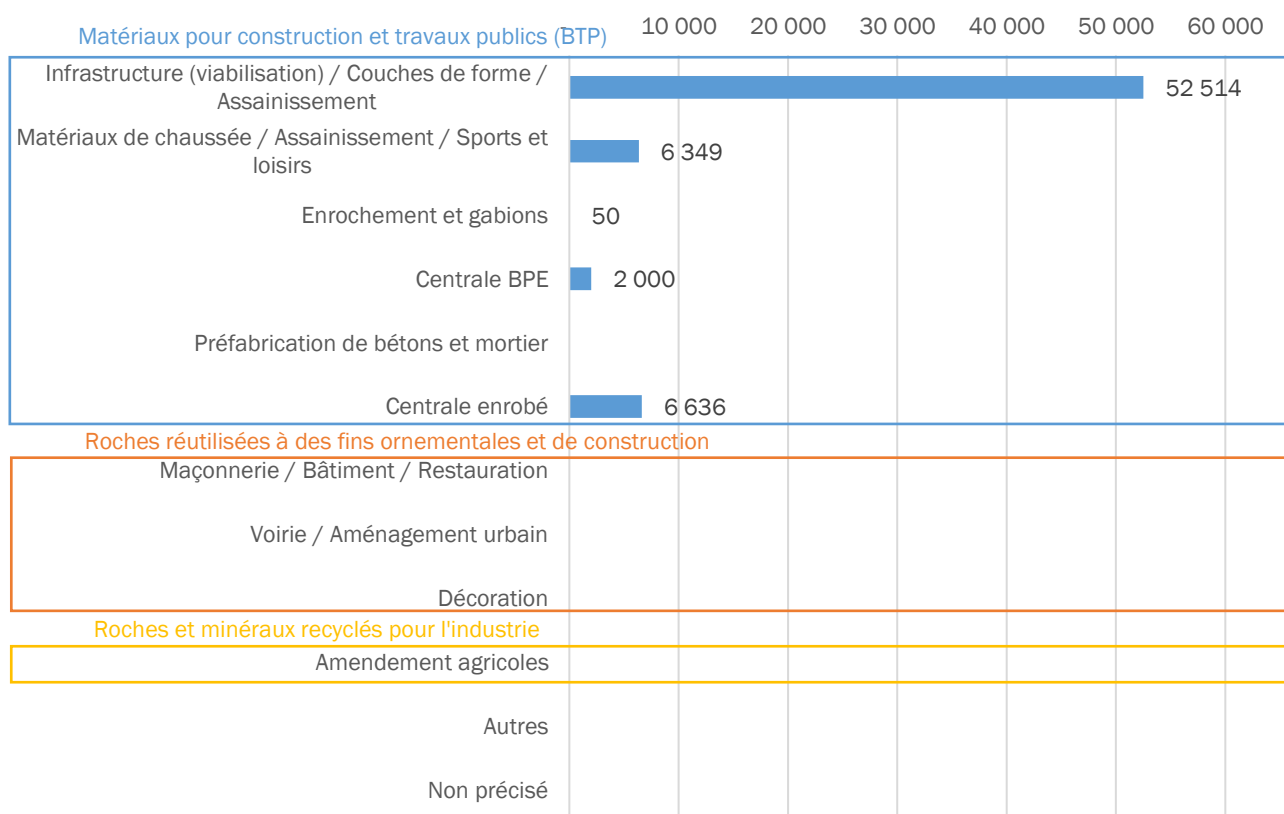 Matériaux pour construction et travaux publics (BTP)
10 000 20 000 30 000 40 000 50 000 60 000
Infrastructure (viabilisation) / Couches de forme /
Assainissement
52 514
Matériaux de chaussée / Assainissement / Sports et
loisirs
6 349
Enrochement et gabions
50
Centrale BPE
2 000
Préfabrication de bétons et mortier
Centrale enrobé
6 636
Roches réutilisées à des fins ornementales et de construction
Maçonnerie / Bâtiment / Restauration
Voirie / Aménagement urbain
Décoration
Roches et minéraux recyclés pour l'industrie
Amendement agricoles
Autres
Non précisé